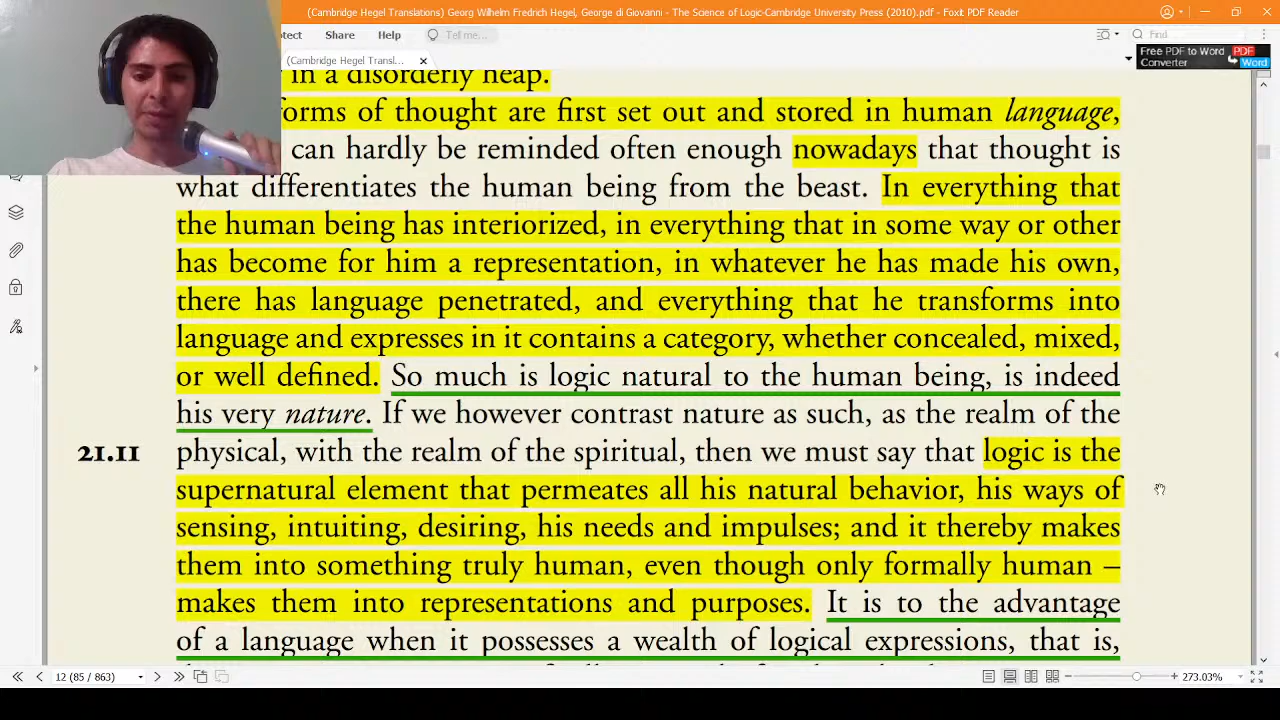 (Cambridge Hegel Translations) Georg Wilhelm Fredrich Hegel, George di Giovanni - The Science of Logic-Cambridge University Press (2010).pdf - Foxit PDF Reader
Share Help Tell me... Find
(Cambridge Hegel Transl...
Free PDF to Word
Converter
PDF
Word
in a disorderly heap.
forms of thought are first set out and stored in human language,
can hardly be reminded often enough nowadays that thought is
what differentiates the human being from the beast. In everything that
the human being has interiorized, in everything that in some way or other
has become for him a representation, in whatever he has made his own,
there has language penetrated, and everything that he transforms into
language and expresses in it contains a category, whether concealed, mixed,
or well defined. So much is logic natural to the human being, is indeed
his very nature. If we however contrast nature as such, as the realm of the
21.11 physical, with the realm of the spiritual, then we must say that logic is the
supernatural element that permeates all his natural behavior, his ways of
sensing, intuiting, desiring, his needs and impulses; and it thereby makes
them into something truly human, even though only formally human –
makes them into representations and purposes. It is to the advantage
of a language when it possesses a wealth of logical expressions, that is,
12 (85 / 863) 273.03%